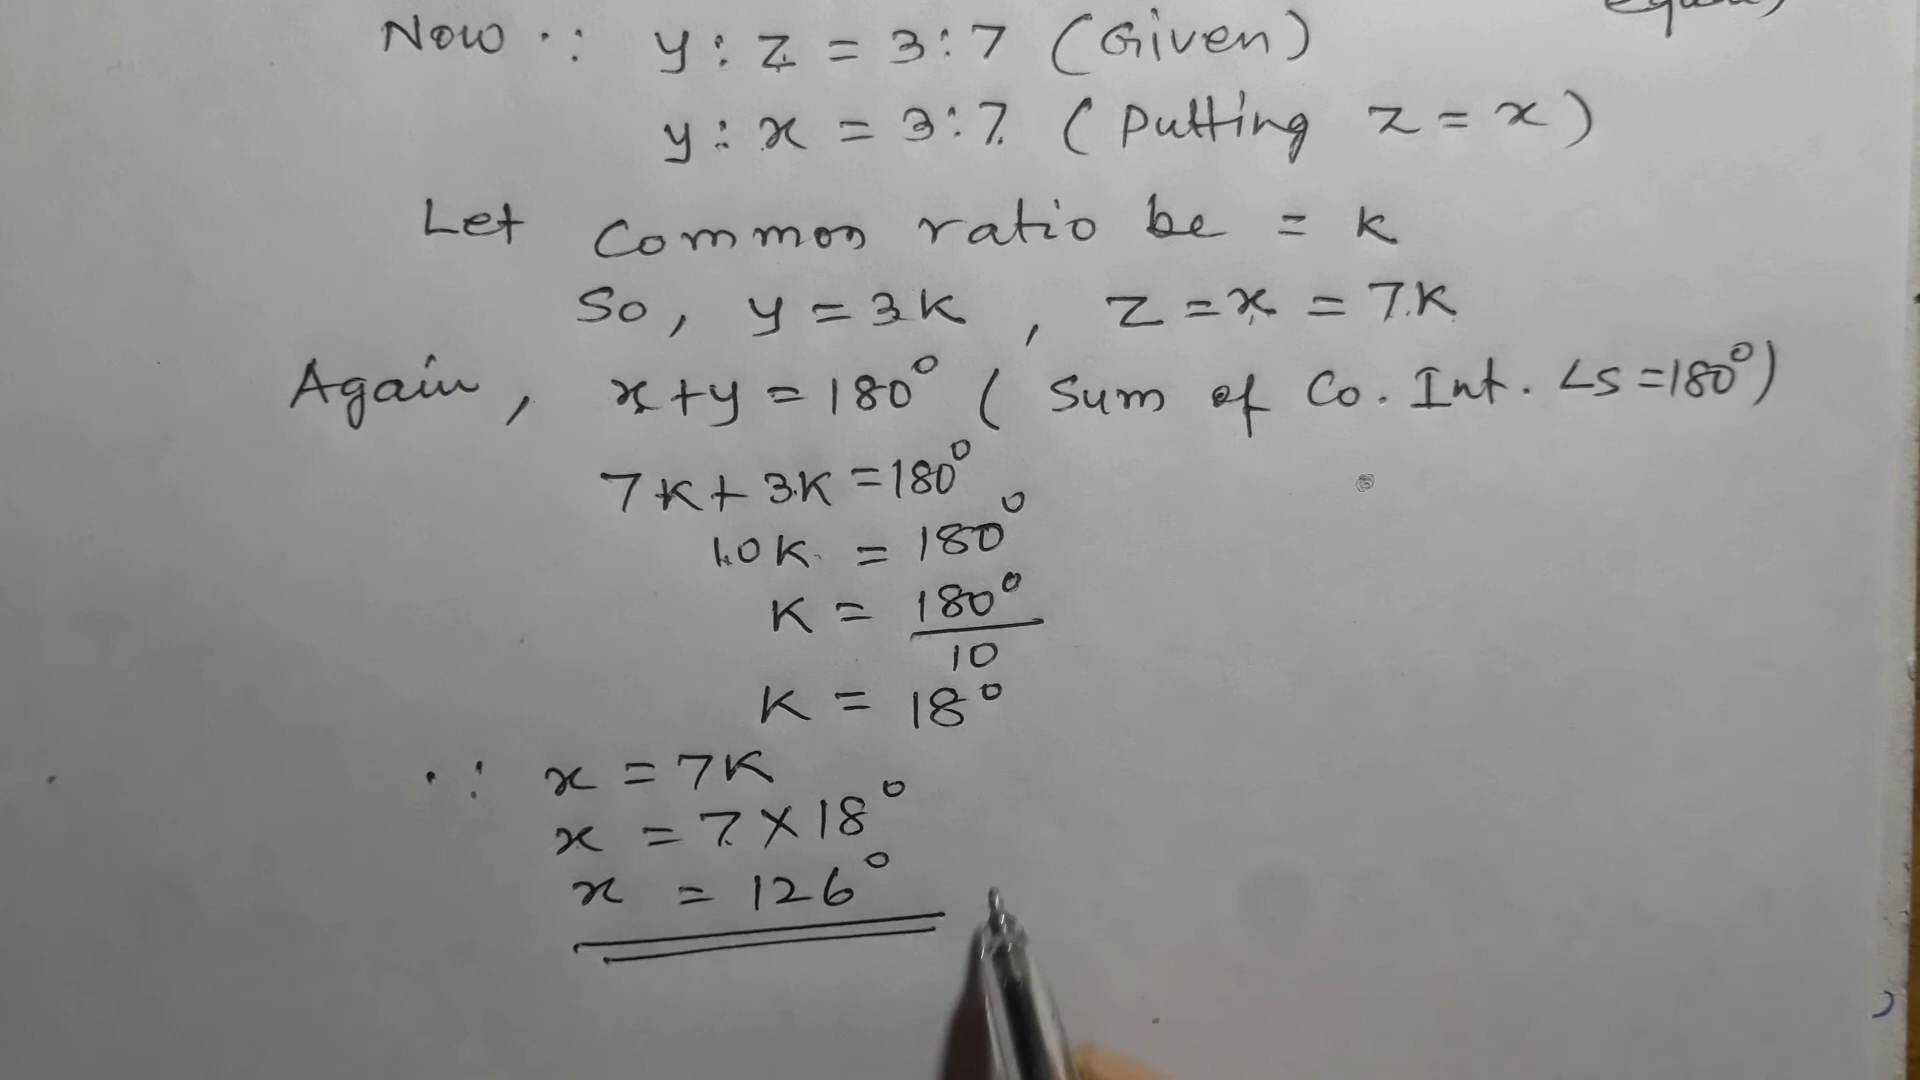 Now ∵ y : z = 3 : 7 (Given)
y : x = 3 : 7 (Putting z = x)
Let common ratio be = K
So, y = 3K, z = x = 7K
Again, x + y = 180° (Sum of Co. Int. ∠s = 180°)
7K + 3K = 180°
10K = 180°
K = 180°
10
K = 18°
∵ x = 7K
x = 7 × 18°
x = 126°